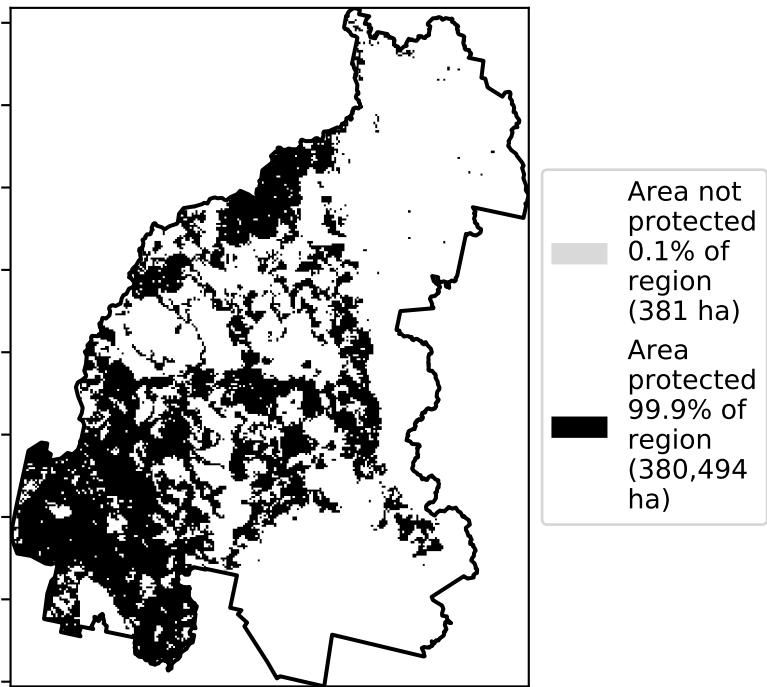 Area not
protected
0.1% of
region
(381 ha)
Area
protected
99.9% of
region
(380,494
ha)